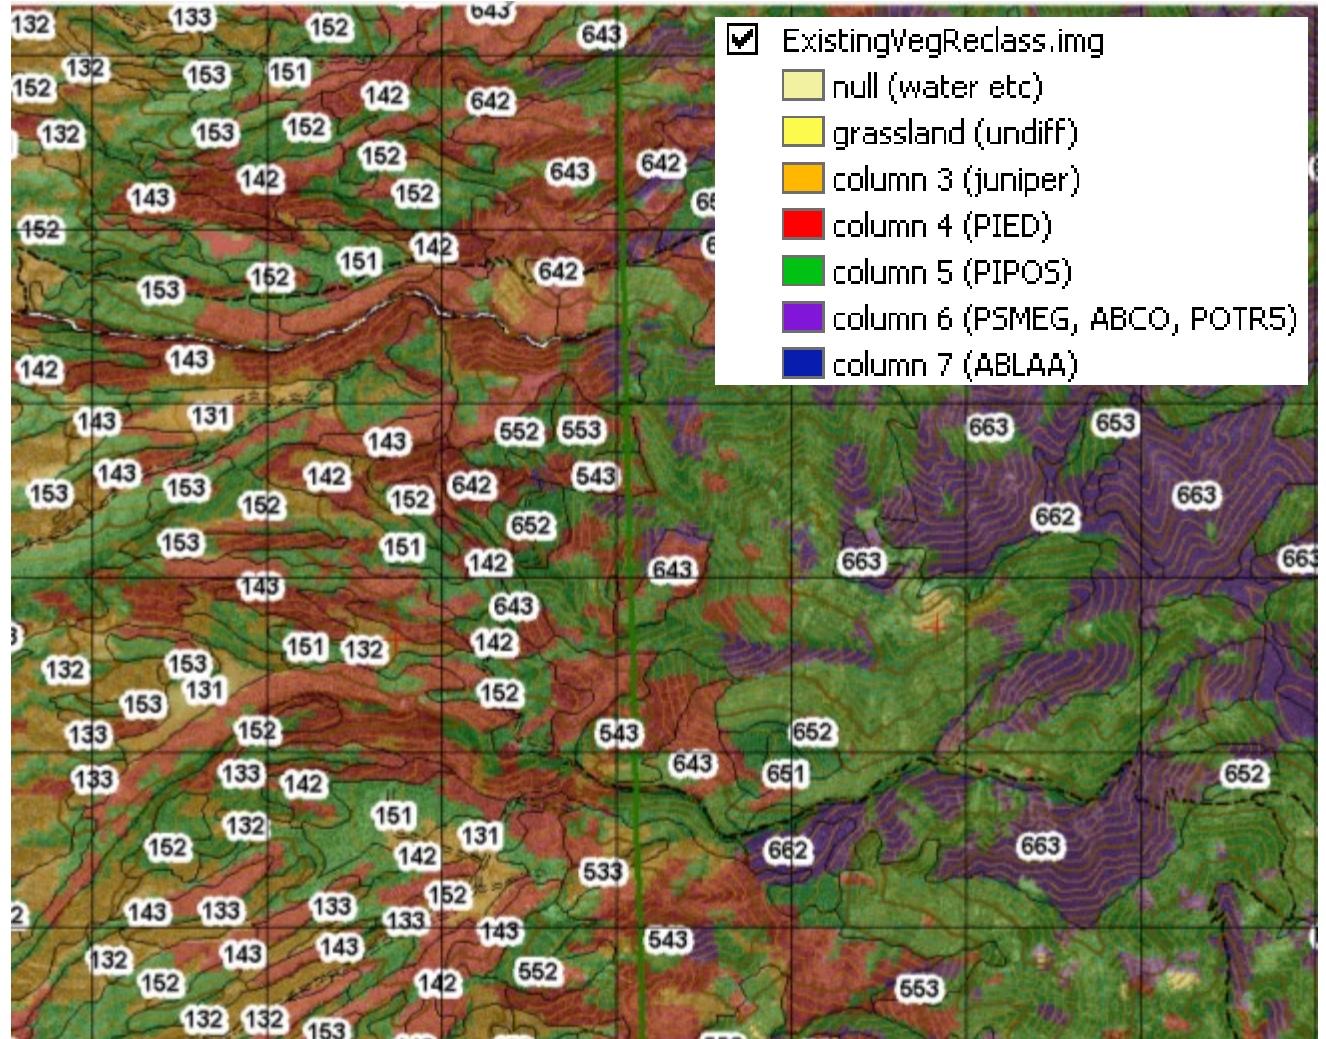 ExistingVegReclass.img
null (water etc)
grassland (undiff)
column 3 (juniper)
column 4 (PIED)
column 5 (PIPOS)
column 6 (PSMEG, ABCO, POTR5)
column 7 (ABLAA)
132 133 152 643
643
132 153 151
152 142 642
132 153 152
152 643 642
143 142 152
152
142
153 152 151 642
143
142
143 131 552 553 663 653
143
143 153 142 642 543
153 152 152 663
652 662
153 151 142 643 663 663
143
643
151 132 142
132 153
153 131 152
133 152 543 652
133 133 142 643 651 652
151
132 131
152 142 662 663
152 533
143 133 133 133
143 543
132 143 143
152 142 552 553
132 132 153